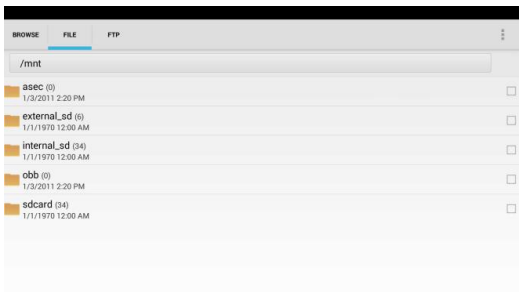 BROWSE FILE FTP
/mnt
asec (0)
1/3/2011 2:20 PM
external_sd (6)
1/1/1970 12:00 AM
internal_sd (34)
1/1/1970 12:00 AM
obb (0)
1/3/2011 2:20 PM
sdcard (34)
1/1/1970 12:00 AM